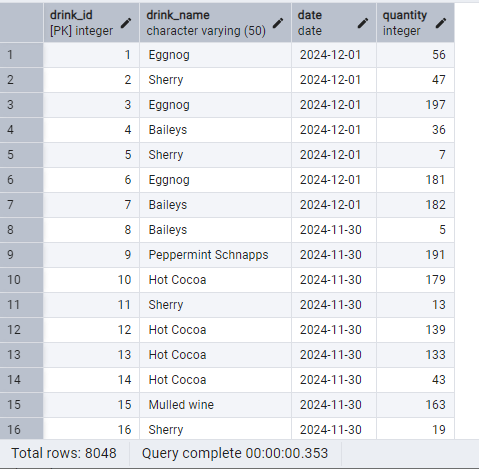 drink_id drink_name date quantity
[PK] integer character varying (50) date integer
1 1 Eggnog 2024-12-01 56
2 2 Sherry 2024-12-01 47
3 3 Eggnog 2024-12-01 197
4 4 Baileys 2024-12-01 36
5 5 Sherry 2024-12-01 7
6 6 Eggnog 2024-12-01 181
7 7 Baileys 2024-12-01 182
8 8 Baileys 2024-11-30 5
9 9 Peppermint Schnapps 2024-11-30 191
10 10 Hot Cocoa 2024-11-30 179
11 11 Sherry 2024-11-30 13
12 12 Hot Cocoa 2024-11-30 139
13 13 Hot Cocoa 2024-11-30 133
14 14 Hot Cocoa 2024-11-30 43
15 15 Mulled wine 2024-11-30 163
16 16 Sherry 2024-11-30 19
Total rows: 8048 Query complete 00:00:00.353